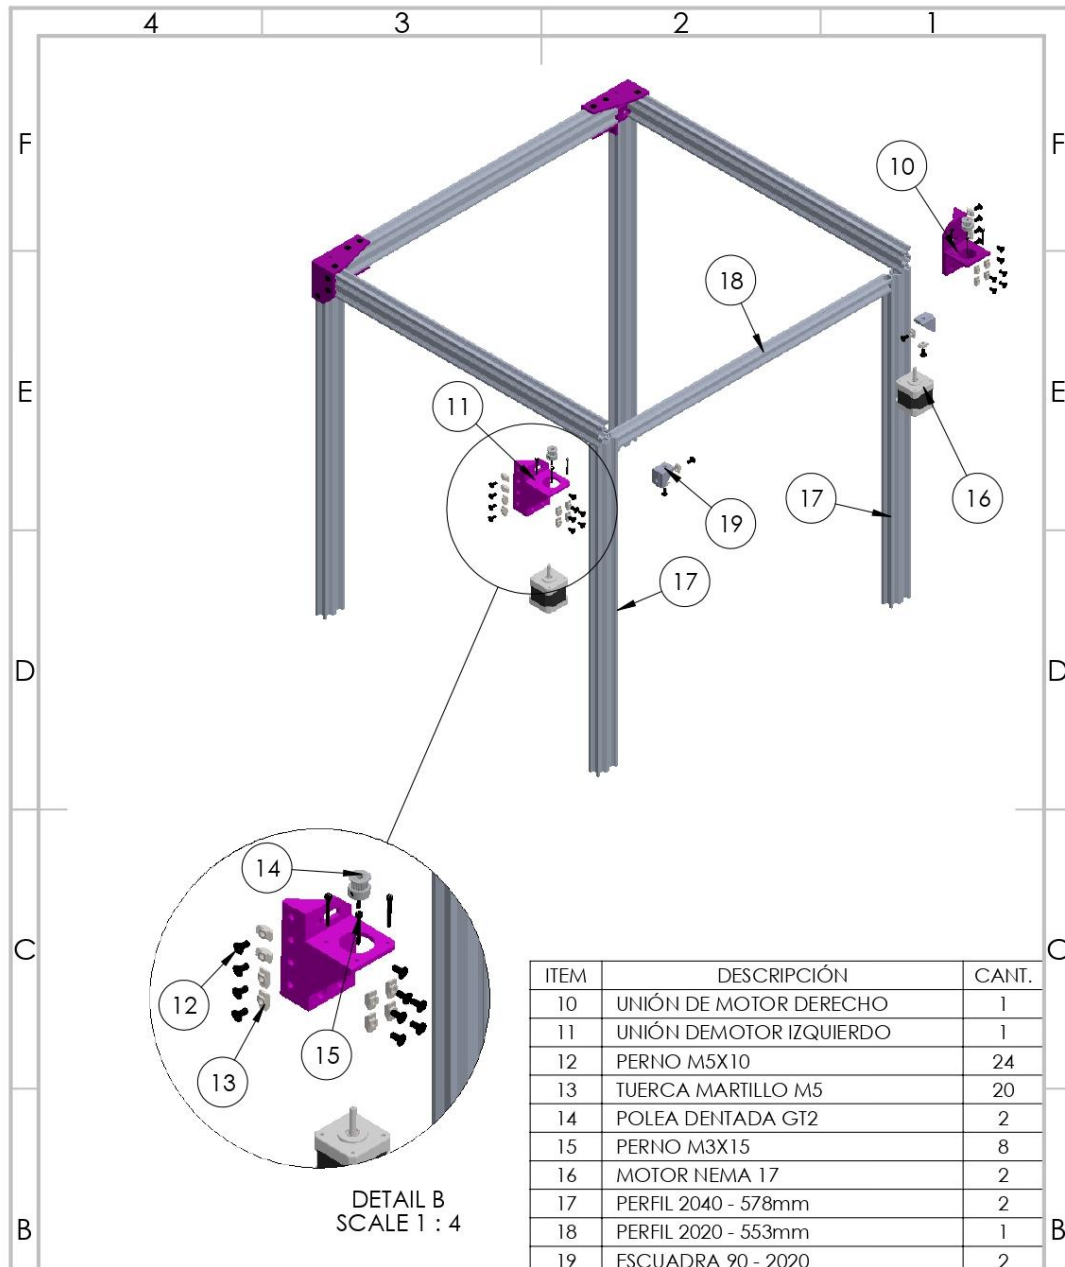 4 3 2 1
F F
10
18
E E
11
16
17
19
17
D D
14
C C
12
15
13
ITEM DESCRIPCIÓN CANT.
10 UNIÓN DE MOTOR DERECHO 1
11 UNIÓN DEMOTOR IZQUIERDO 1
12 PERNO M5X10 24
13 TUERCA MARTILLO M5 20
14 POLEA DENTADA GT2 2
15 PERNO M3X15 8
16 MOTOR NEMA 17 2
17 PERFIL 2040 - 578mm 2
18 PERFIL 2020 - 553mm 1
19 ESCUADRA 90 - 2020 2
DETAIL B
SCALE 1 : 4
B B